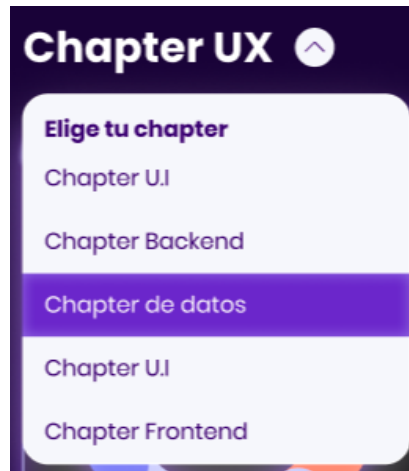 Chapter UX
Elige tu chapter
Chapter U.I
Chapter Backend
Chapter de datos
Chapter U.I
Chapter Frontend